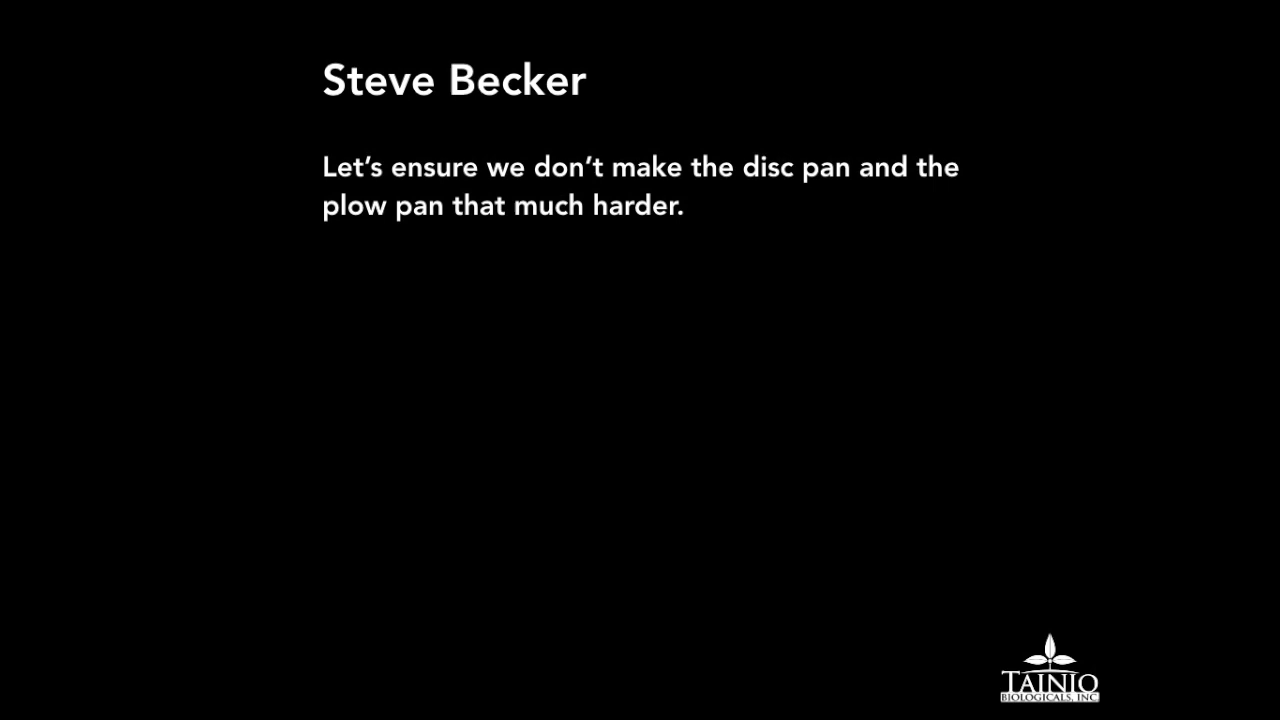 Steve Becker
Let’s ensure we don’t make the disc pan and the
plow pan that much harder.
TAINIO
BIOLOGICALS, INC